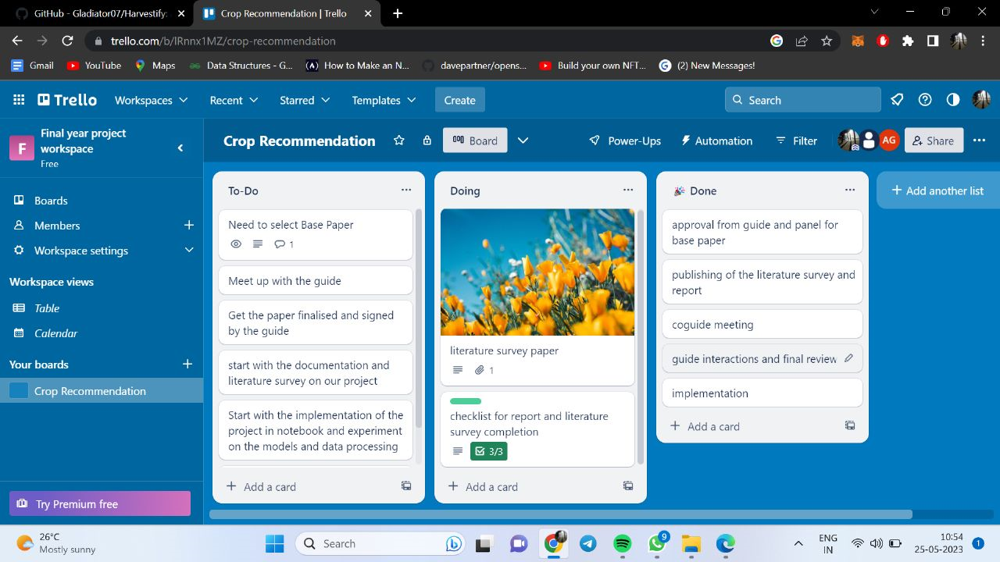 GitHub - Gladiator07/Harvestify:
Crop Recommendation | Trello
trello.com/b/lRnnx1MZ/crop-recommendation
Gmail
YouTube
Maps
Data Structures - G...
How to Make an N...
davepartner/opens...
Build your own NFT...
(2) New Messages!
Trello
Workspaces
Recent
Starred
Templates
Create
Search
F
Final year project
workspace
Free
Crop Recommendation
Board
Power-Ups
Automation
Filter
AG
Share
Boards
Members
Workspace settings
Workspace views
Table
Calendar
Your boards
Crop Recommendation
Try Premium free
To-Do
Need to select Base Paper
1
Meet up with the guide
Get the paper finalised and signed
by the guide
start with the documentation and
literature survey on our project
Start with the implementation of the
project in notebook and experiment
on the models and data processing
Add a card
Doing
literature survey paper
1
checklist for report and literature
survey completion
3/3
Add a card
Done
approval from guide and panel for
base paper
publishing of the literature survey and
report
coguide meeting
guide interactions and final review
implementation
Add a card
Add another list
26°C
Mostly sunny
Search
9
ENG
IN
10:54
25-05-2023
1